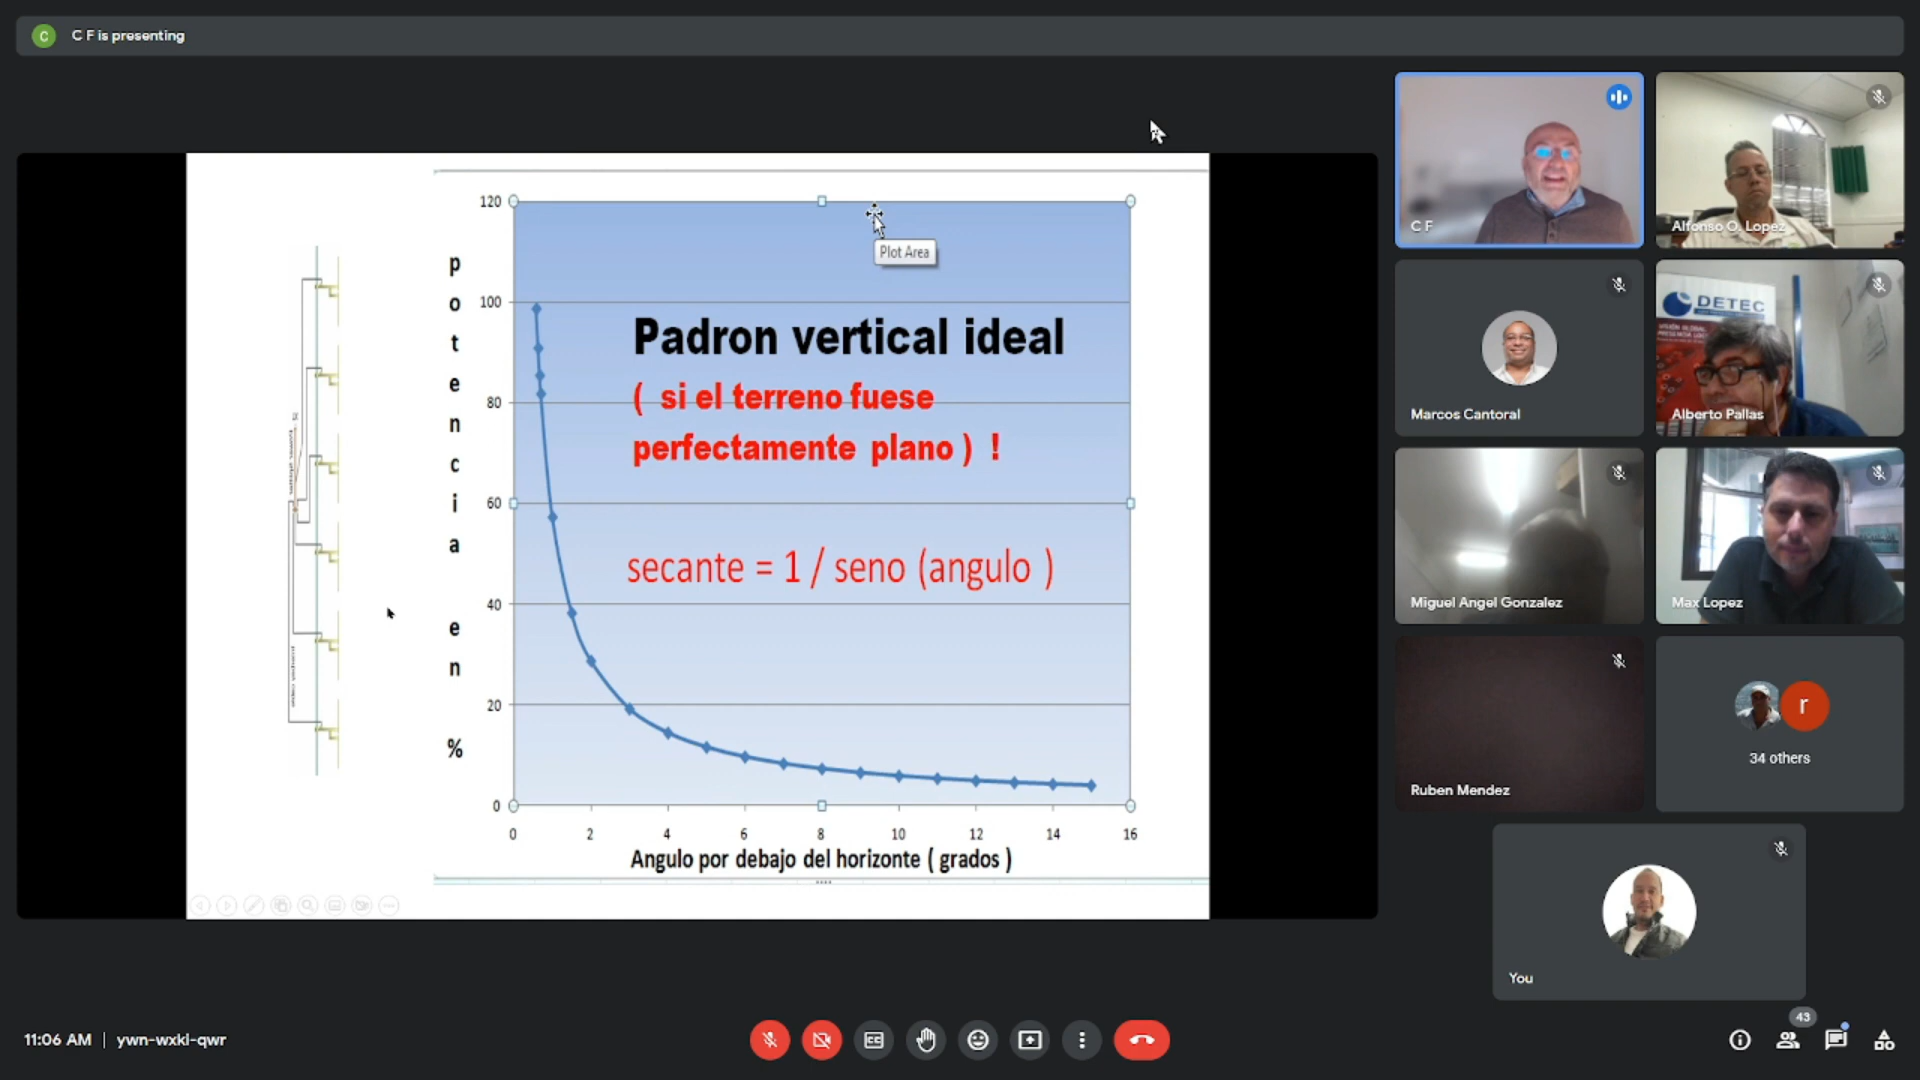 C
C F is presenting
120
100
80
60
40
20
0
potencia en %
Plot Area
Padron vertical ideal
( si el terreno fuese
perfectamente plano ) !
secante = 1 / seno (angulo )
0 2 4 6 8 10 12 14 16
Angulo por debajo del horizonte ( grados )
C F
Alfonso O. Lopez
Marcos Cantoral
DETEC
Alberto Pallas
Miguel Angel Gonzalez
Max Lopez
Ruben Mendez
r
34 others
You
11:06 AM | ywn-wxkl-qwr
CC
43